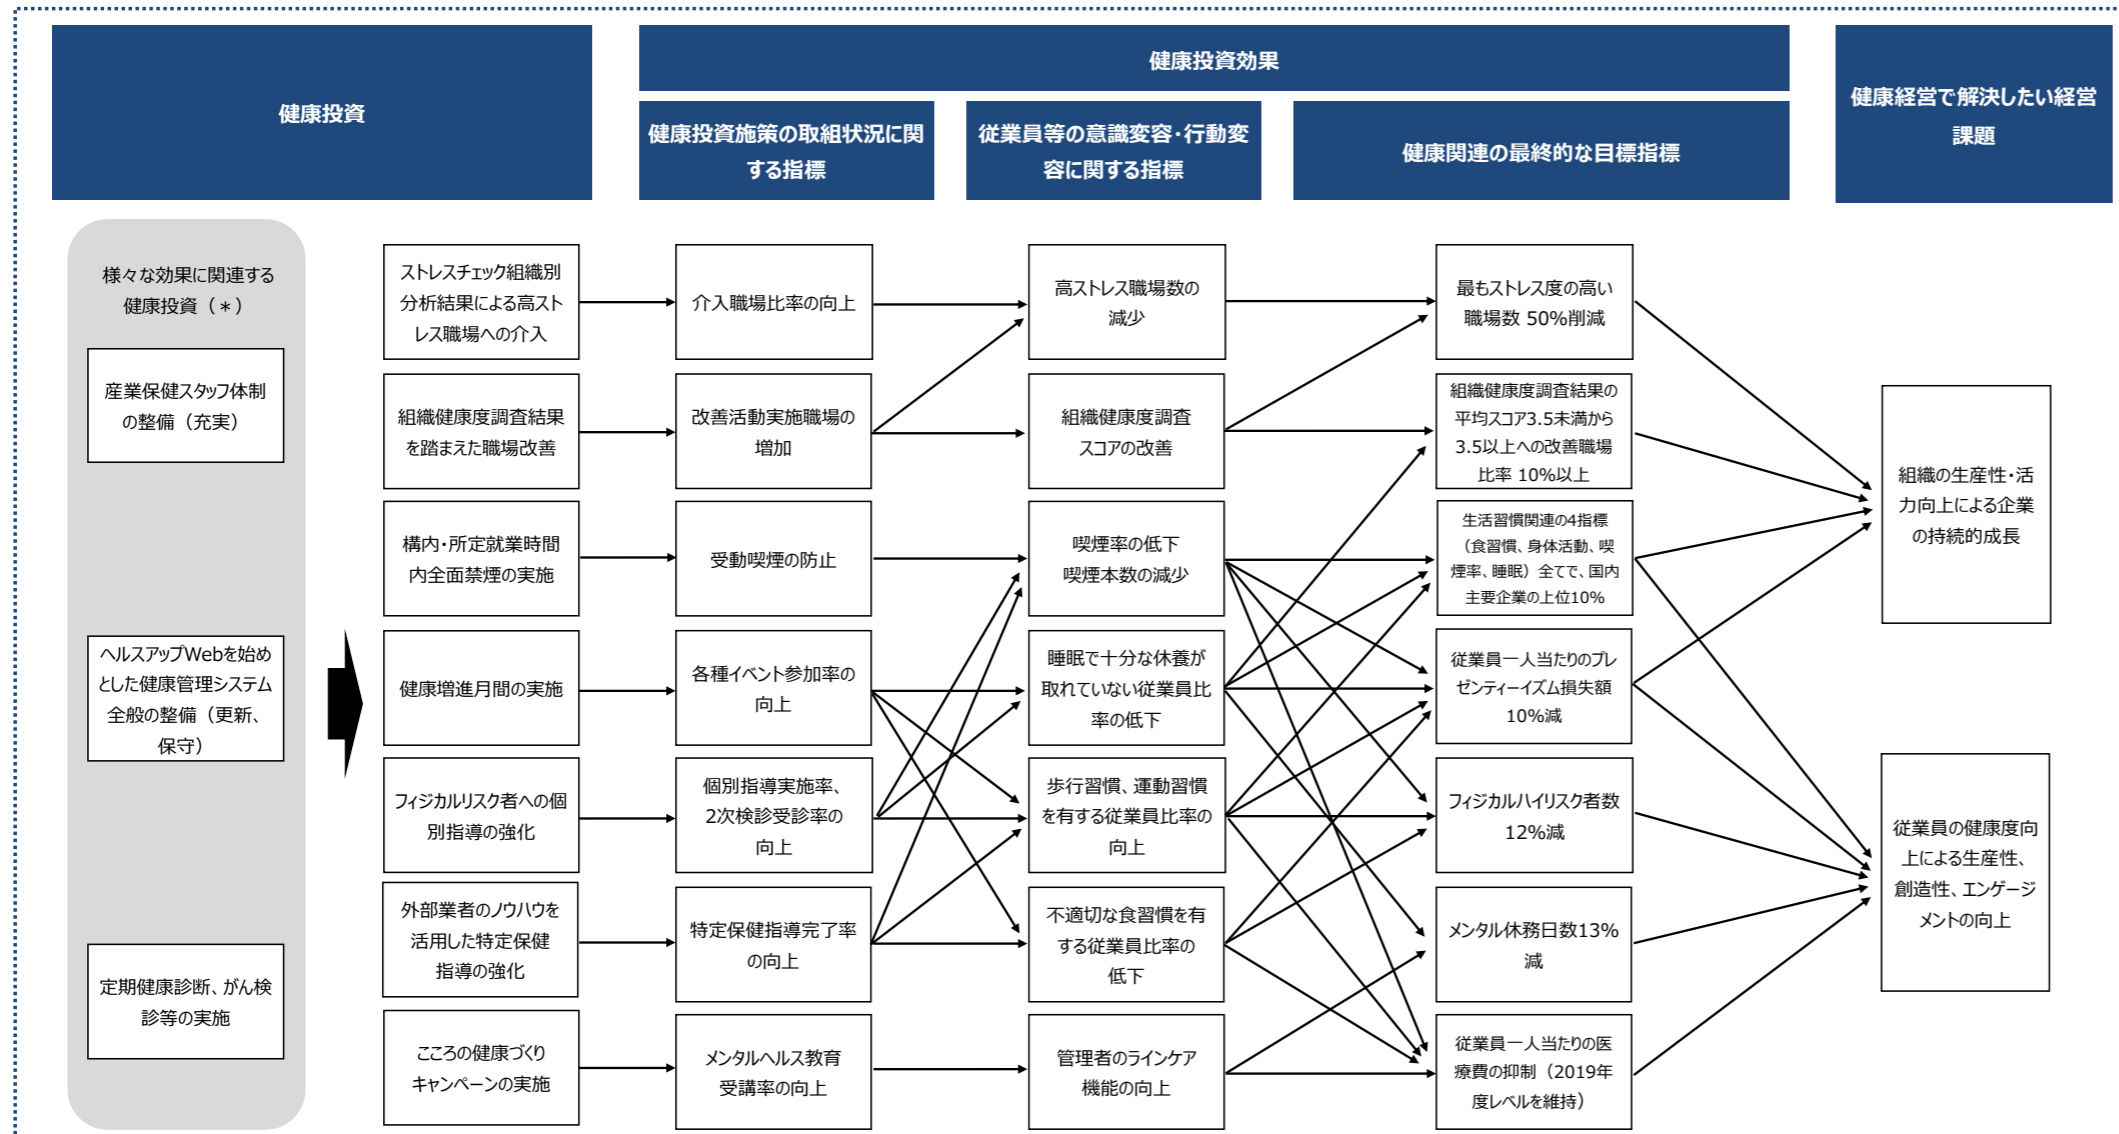 健康投資
健康投資効果
健康投資施策の取組状況に関
する指標
従業員等の意識変容・行動変
容に関する指標
健康関連の最終的な目標指標
健康経営で解決したい経営
課題
様々な効果に関連する
健康投資（＊）
産業保健スタッフ体制
の整備（充実）
ヘルスアップWebを始め
とした健康管理システム
全般の整備（更新、
保守）
定期健康診断、がん検
診等の実施
ストレスチェック組織別
分析結果による高スト
レス職場への介入
組織健康度調査結果
を踏まえた職場改善
構内・所定就業時間
内全面禁煙の実施
健康増進月間の実施
フィジカルリスク者への個
別指導の強化
外部業者のノウハウを
活用した特定保健
指導の強化
こころの健康づくり
キャンペーンの実施
介入職場比率の向上
改善活動実施職場の
増加
受動喫煙の防止
各種イベント参加率の
向上
個別指導実施率、
2次検診受診率の
向上
特定保健指導完了率
の向上
メンタルヘルス教育
受講率の向上
高ストレス職場数の
減少
組織健康度調査
スコアの改善
喫煙率の低下
喫煙本数の減少
睡眠で十分な休養が
取れていない従業員比
率の低下
歩行習慣、運動習慣
を有する従業員比率の
向上
不適切な食習慣を有
する従業員比率の
低下
管理者のラインケア
機能の向上
最もストレス度の高い
職場数 50%削減
組織健康度調査結果の
平均スコア3.5未満から
3.5以上への改善職場
比率 10%以上
生活習慣関連の4指標
（食習慣、身体活動、喫
煙率、睡眠）全てで、国内
主要企業の上位10%
従業員一人当たりのプレ
ゼンティーイズム損失額
10%減
フィジカルハイリスク者数
12%減
メンタル休務日数13%
減
従業員一人当たりの医
療費の抑制（2019年
度レベルを維持）
組織の生産性・活
力向上による企業
の持続的成長
従業員の健康度向
上による生産性、
創造性、エンゲージ
メントの向上